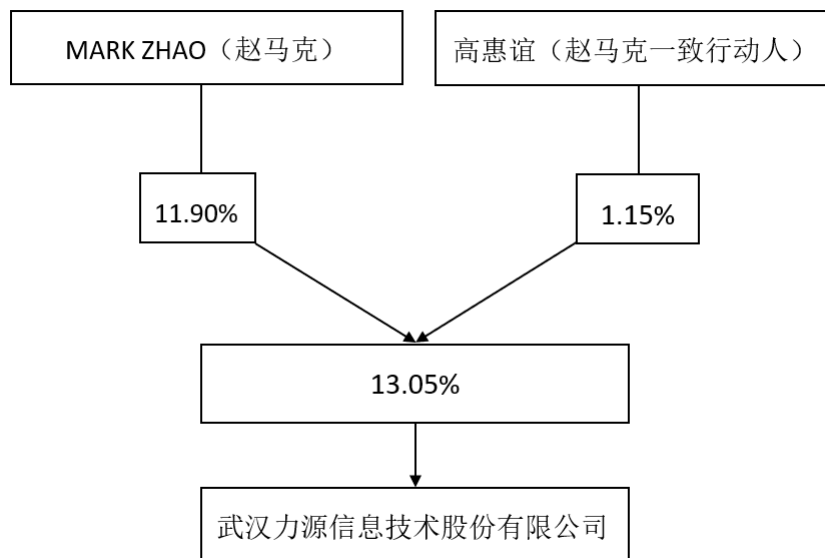 MARK ZHAO（赵马克）
高惠谊（赵马克一致行动人）
11.90%
1.15%
13.05%
武汉力源信息技术股份有限公司